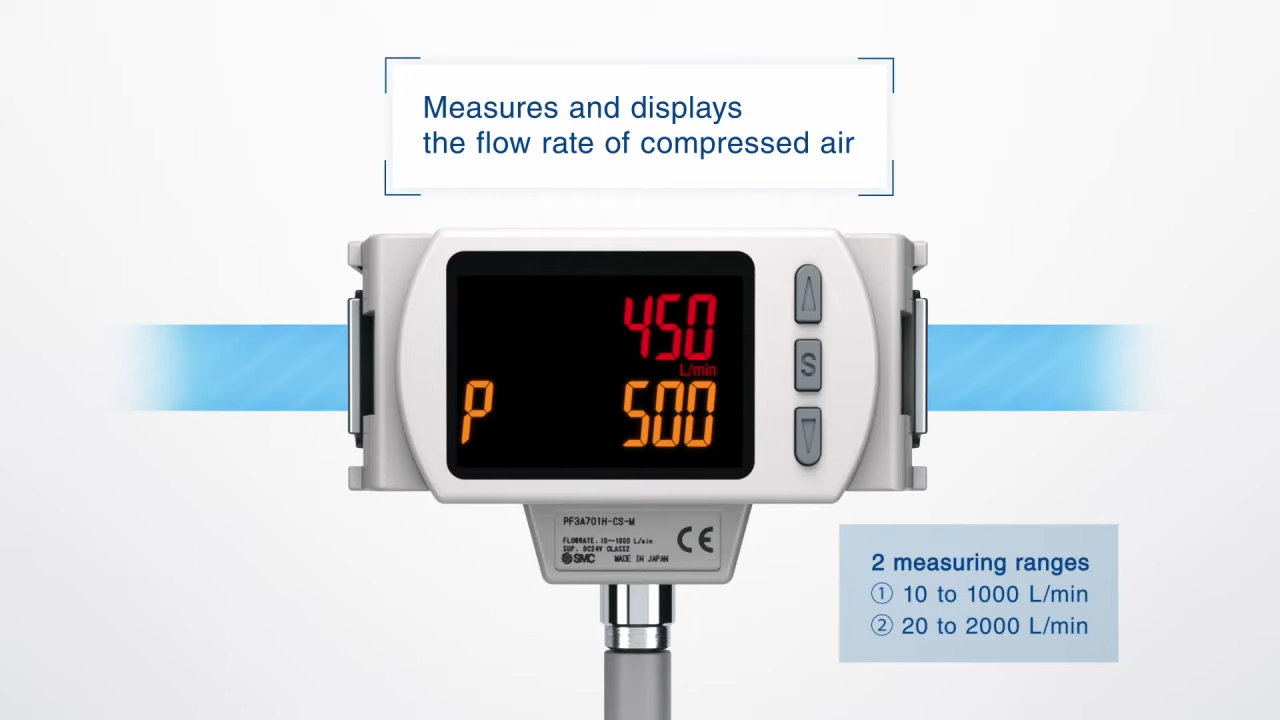 Measures and displays
the flow rate of compressed air
450
L/min
P 500
S
PF3A701H-CS-M
FLOWRATE. 10~1000 L/min
SUP. DC24V CLASS2
SMC MADE IN JAPAN
CE
2 measuring ranges
① 10 to 1000 L/min
② 20 to 2000 L/min